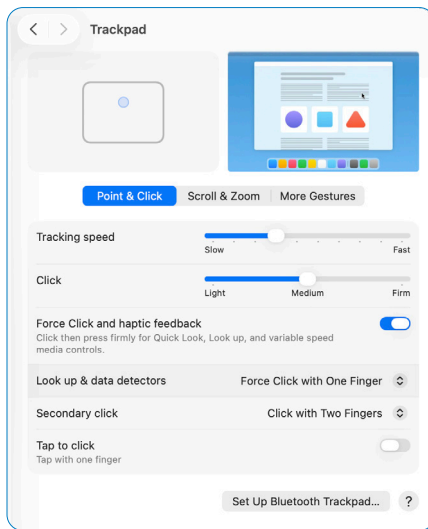 Trackpad
Point & Click Scroll & Zoom More Gestures
Tracking speed
Slow Fast
Click
Light Medium Firm
Force Click and haptic feedback
Click then press firmly for Quick Look, Look up, and variable speed
media controls.
Look up & data detectors Force Click with One Finger
Secondary click Click with Two Fingers
Tap to click
Tap with one finger
Set Up Bluetooth Trackpad... ?